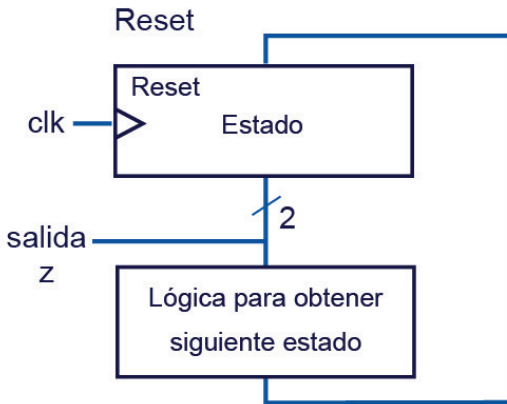 Reset
Reset
clk
Estado
2
salida
z
Lógica para obtener
siguiente estado